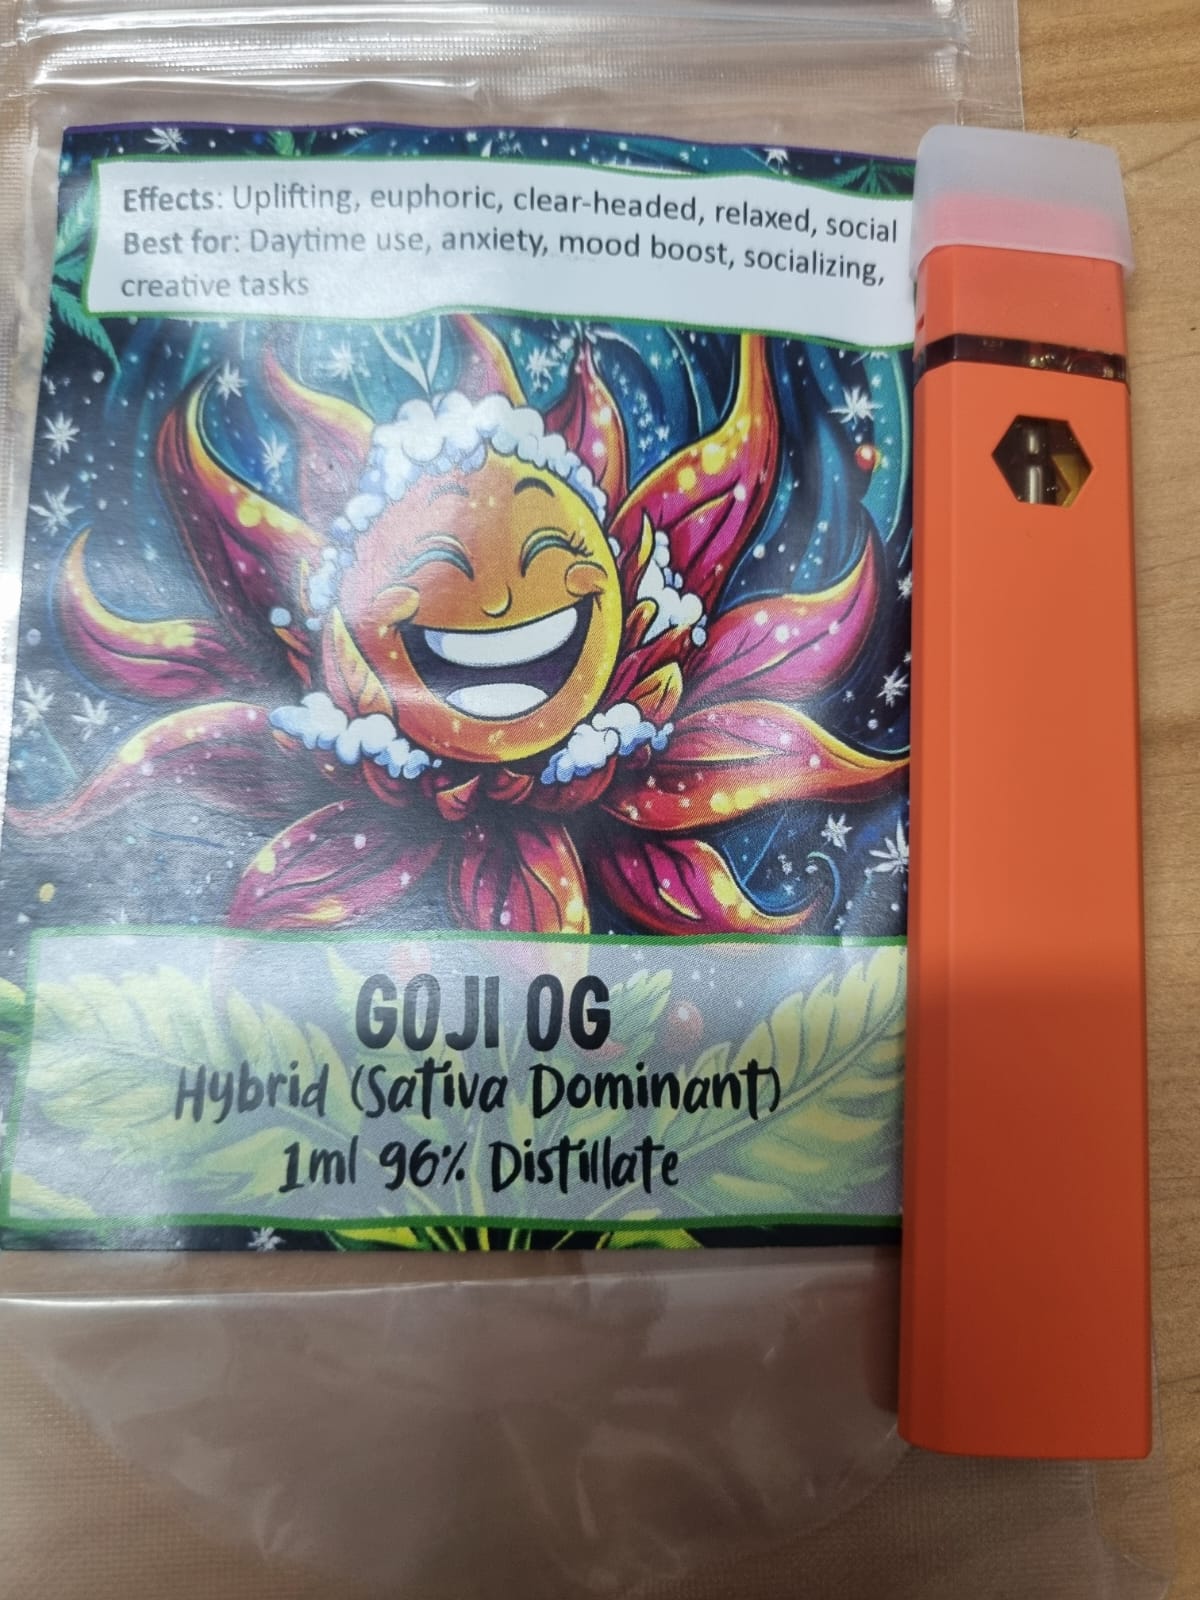 Effects: Uplifting, euphoric, clear-headed, relaxed, social
Best for: Daytime use, anxiety, mood boost, socializing,
creative tasks
GOJI OG
Hybrid (Sativa Dominant)
1ml 96% Distillate